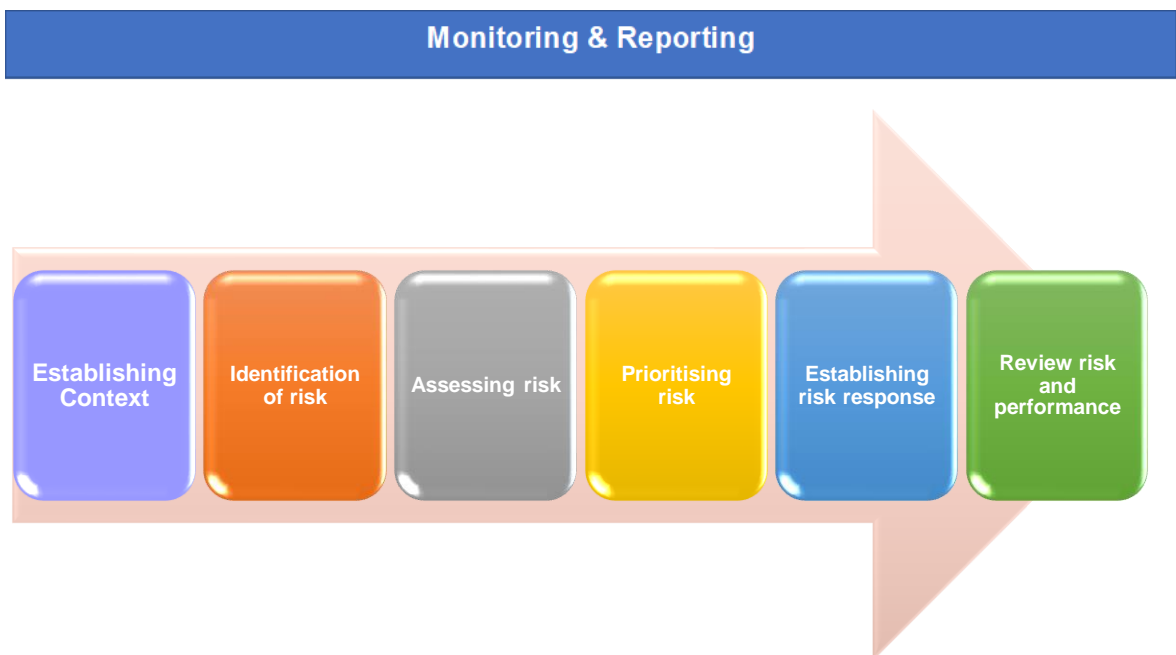 Monitoring & Reporting
Establishing
Context
Identification
of risk
Assessing risk
Prioritising
risk
Establishing
risk response
Review risk
and
performance